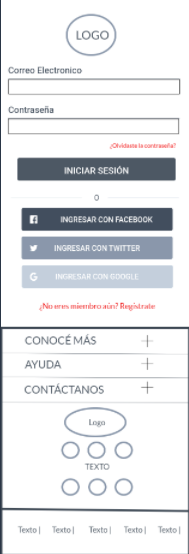 LOGO
Correo Electronico
Contraseña
¿Olvidaste la contraseña?
INICIAR SESIÓN
O
INGRESAR CON FACEBOOK
INGRESAR CON TWITTER
G INGRESAR CON GOOGLE
¿No eres miembro aún? Registrate
CONOCÉ MÁS
AYUDA
CONTÁCTANOS
Logo
TEXTO
Texto | Texto | Texto | Texto | Texto |